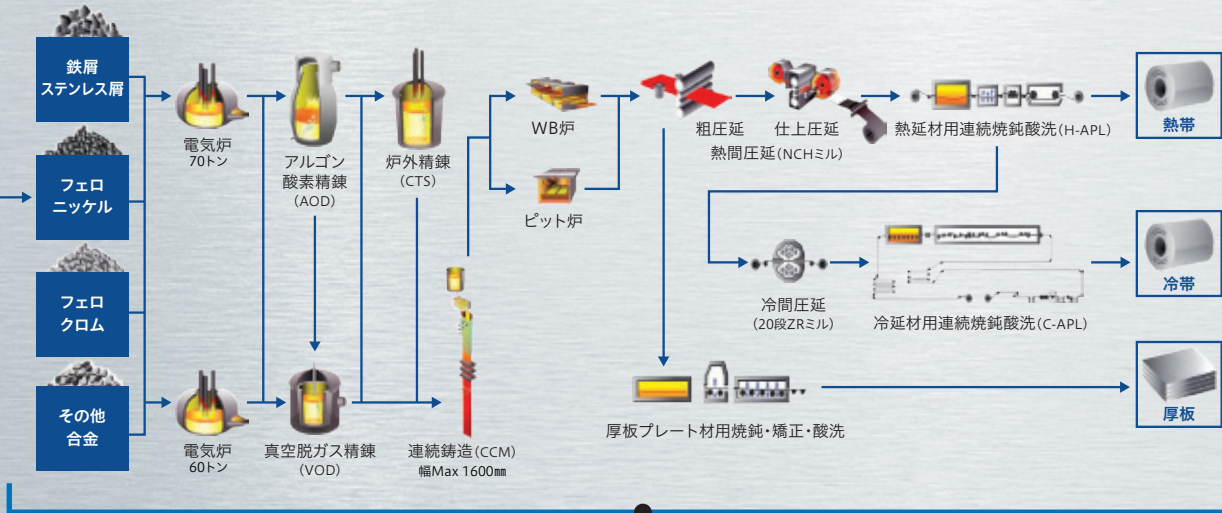 鉄屑
ステンレス屑
フェロ
ニッケル
フェロ
クロム
その他
合金
電気炉
70トン
電気炉
60トン
アルゴン
酸素精錬
(AOD)
真空脱ガス精錬
(VOD)
炉外精錬
(CTS)
連続鋳造(CCM)
幅Max 1600㎜
WB炉
ピット炉
粗圧延
仕上圧延
熱間圧延(NCHミル)
熱延材用連続焼鈍酸洗(H-APL)
冷間圧延
(20段ZRミル)
冷延材用連続焼鈍酸洗(C-APL)
厚板プレート材用焼鈍・矯正・酸洗
熱帯
冷帯
厚板